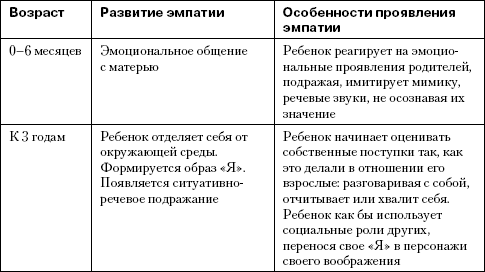 Возраст
Развитие эмпатии
Особенности проявления
эмпатии
0–6 месяцев
Эмоциональное общение
с матерью
Ребенок реагирует на эмоцио-
нальные проявления родителей,
подражая, имитирует мимику,
речевые звуки, не осознавая их
значение
К 3 годам
Ребенок отделяет себя от
окружающей среды.
Формируется образ «Я».
Появляется ситуативно-
речевое подражание
Ребенок начинает оценивать
собственные поступки так, как
это делали в отношении его
взрослые: разговаривая с собой,
отчитывает или хвалит себя.
Ребенок как бы использует
социальные роли других,
перенося свое «Я» в персонажи
своего воображения